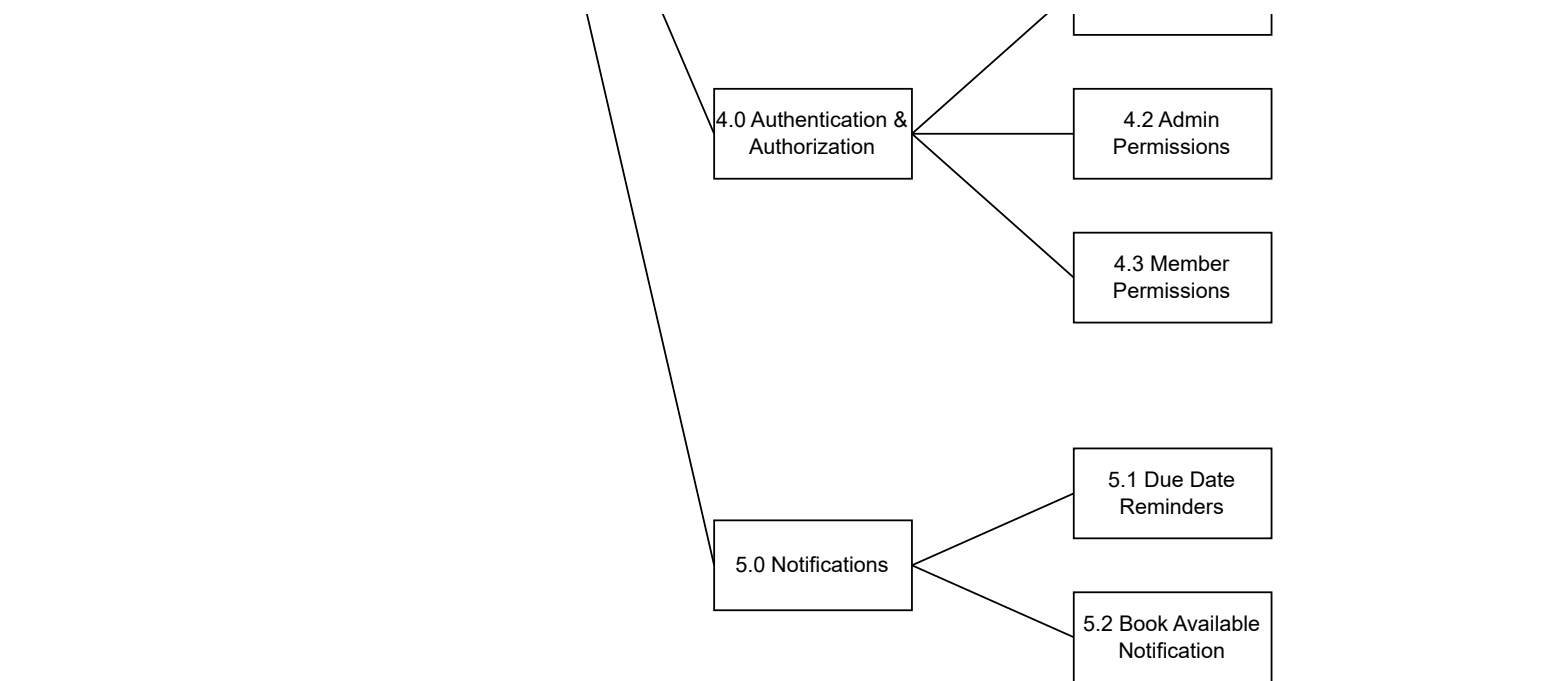 4.0 Authentication &
Authorization
4.2 Admin
Permissions
4.3 Member
Permissions
5.0 Notifications
5.1 Due Date
Reminders
5.2 Book Available
Notification